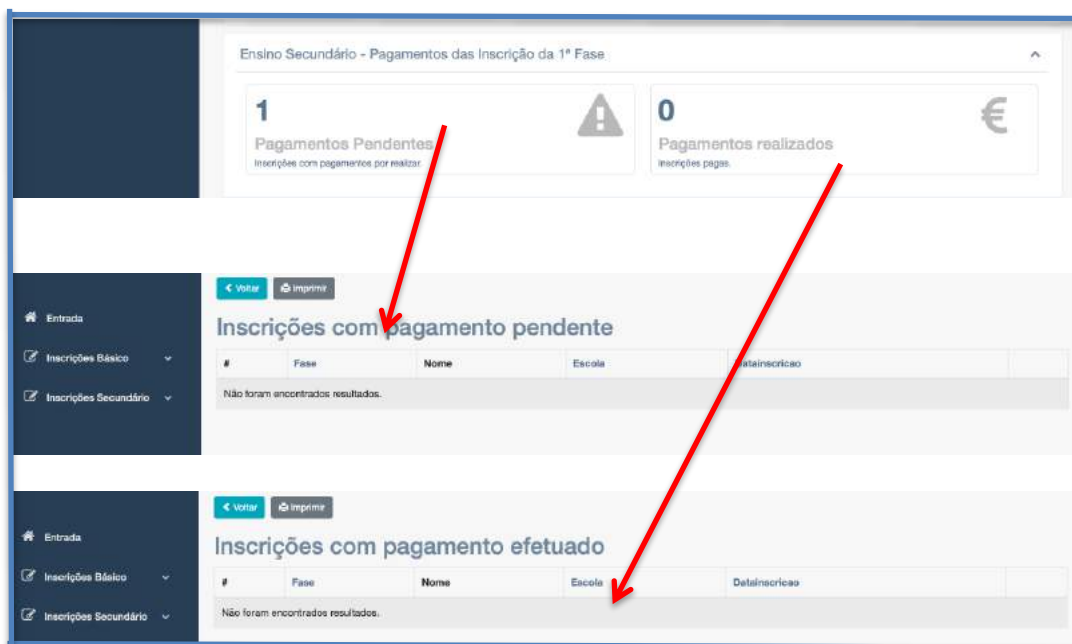 Ensino Secundário - Pagamentos das Inscrição da 1ª Fase
1
Pagamentos Pendentes
Inscrições com pagamentos por realizar.
0
Pagamentos realizados
Inscrições pagas.
€
Voltar
Imprimir
Entrada
Inscrições Básico
Inscrições Secundário
Inscrições com pagamento pendente
# Fase Nome Escola Datainscricao
Não foram encontrados resultados.
Voltar
Imprimir
Entrada
Inscrições Básico
Inscrições Secundário
Inscrições com pagamento efetuado
# Fase Nome Escola Datainscricao
Não foram encontrados resultados.